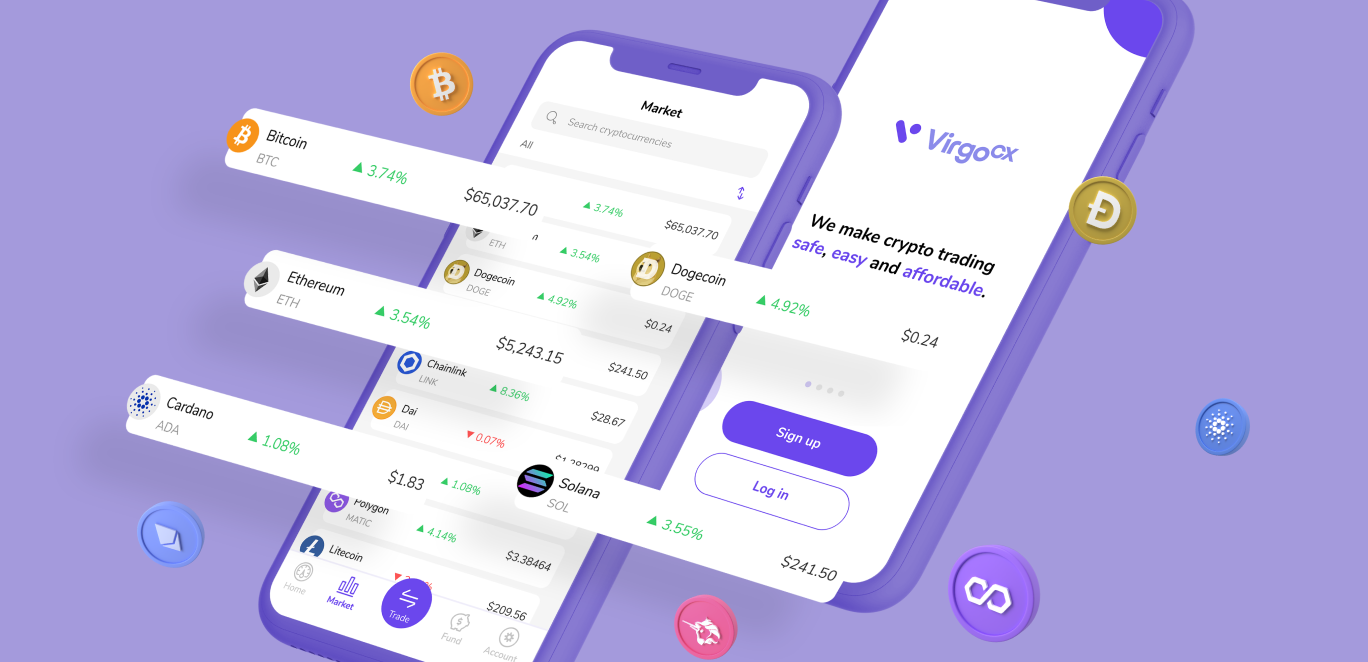 Market
Search cryptocurrencies
All
Bitcoin
BTC
3.74%
$65,037.70
3.74%
$65,037.70
ETH
3.54%
Dogecoin
DOGE
4.92%
$0.24
Ethereum
ETH
3.54%
$5,243.15
$241.50
Chainlink
LINK
8.36%
$28.67
Dai
DAI
0.07%
Cardano
ADA
1.08%
$1.83
1.08%
Polygon
MATIC
4.14%
$3.38464
Litecoin
$209.56
Home
Market
Trade
Fund
Account
VirgoCX
We make crypto trading
safe, easy and affordable.
Dogecoin
DOGE
4.92%
$0.24
Sign up
Log in
Solana
SOL
3.55%
$241.50